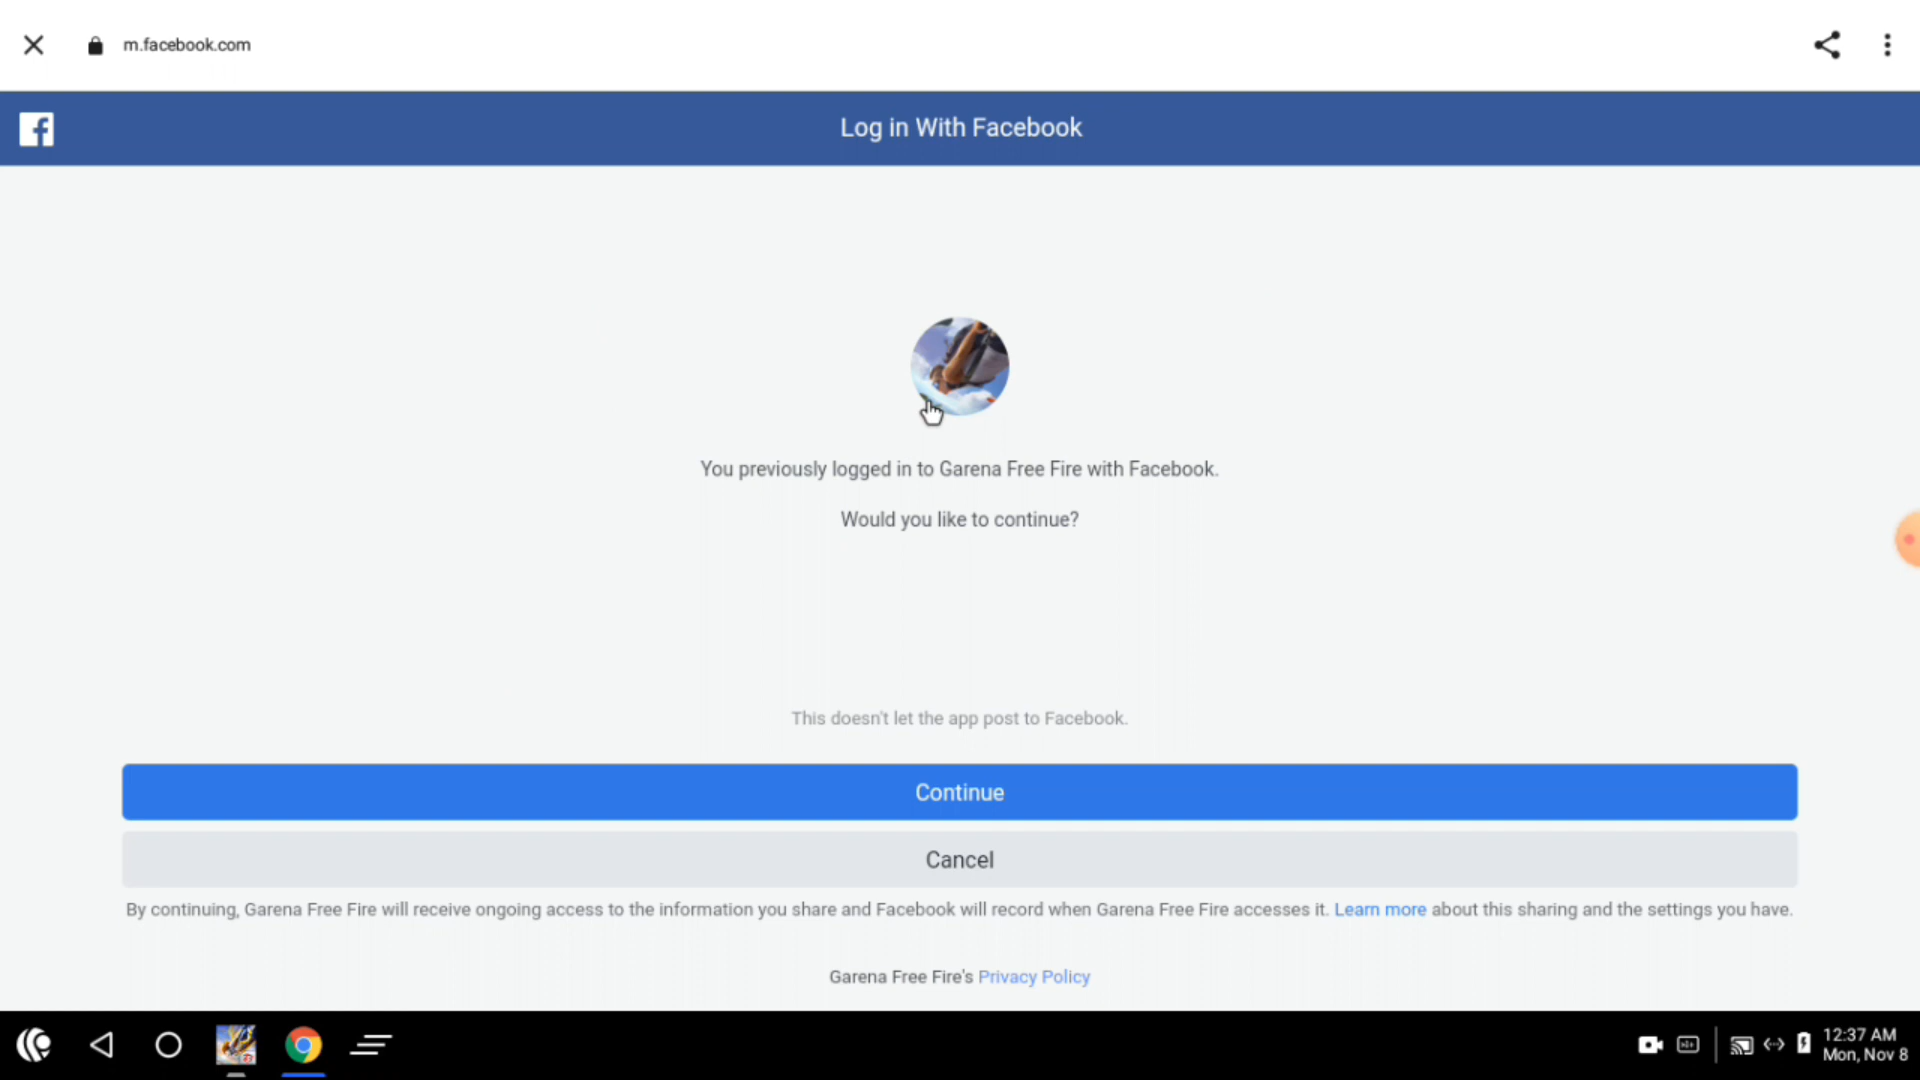 m.facebook.com
Log in With Facebook
You previously logged in to Garena Free Fire with Facebook.
Would you like to continue?
This doesn't let the app post to Facebook.
Continue
Cancel
By continuing, Garena Free Fire will receive ongoing access to the information you share and Facebook will record when Garena Free Fire accesses it. Learn more about this sharing and the settings you have.
Garena Free Fire's Privacy Policy
12:37 AM
Mon, Nov 8